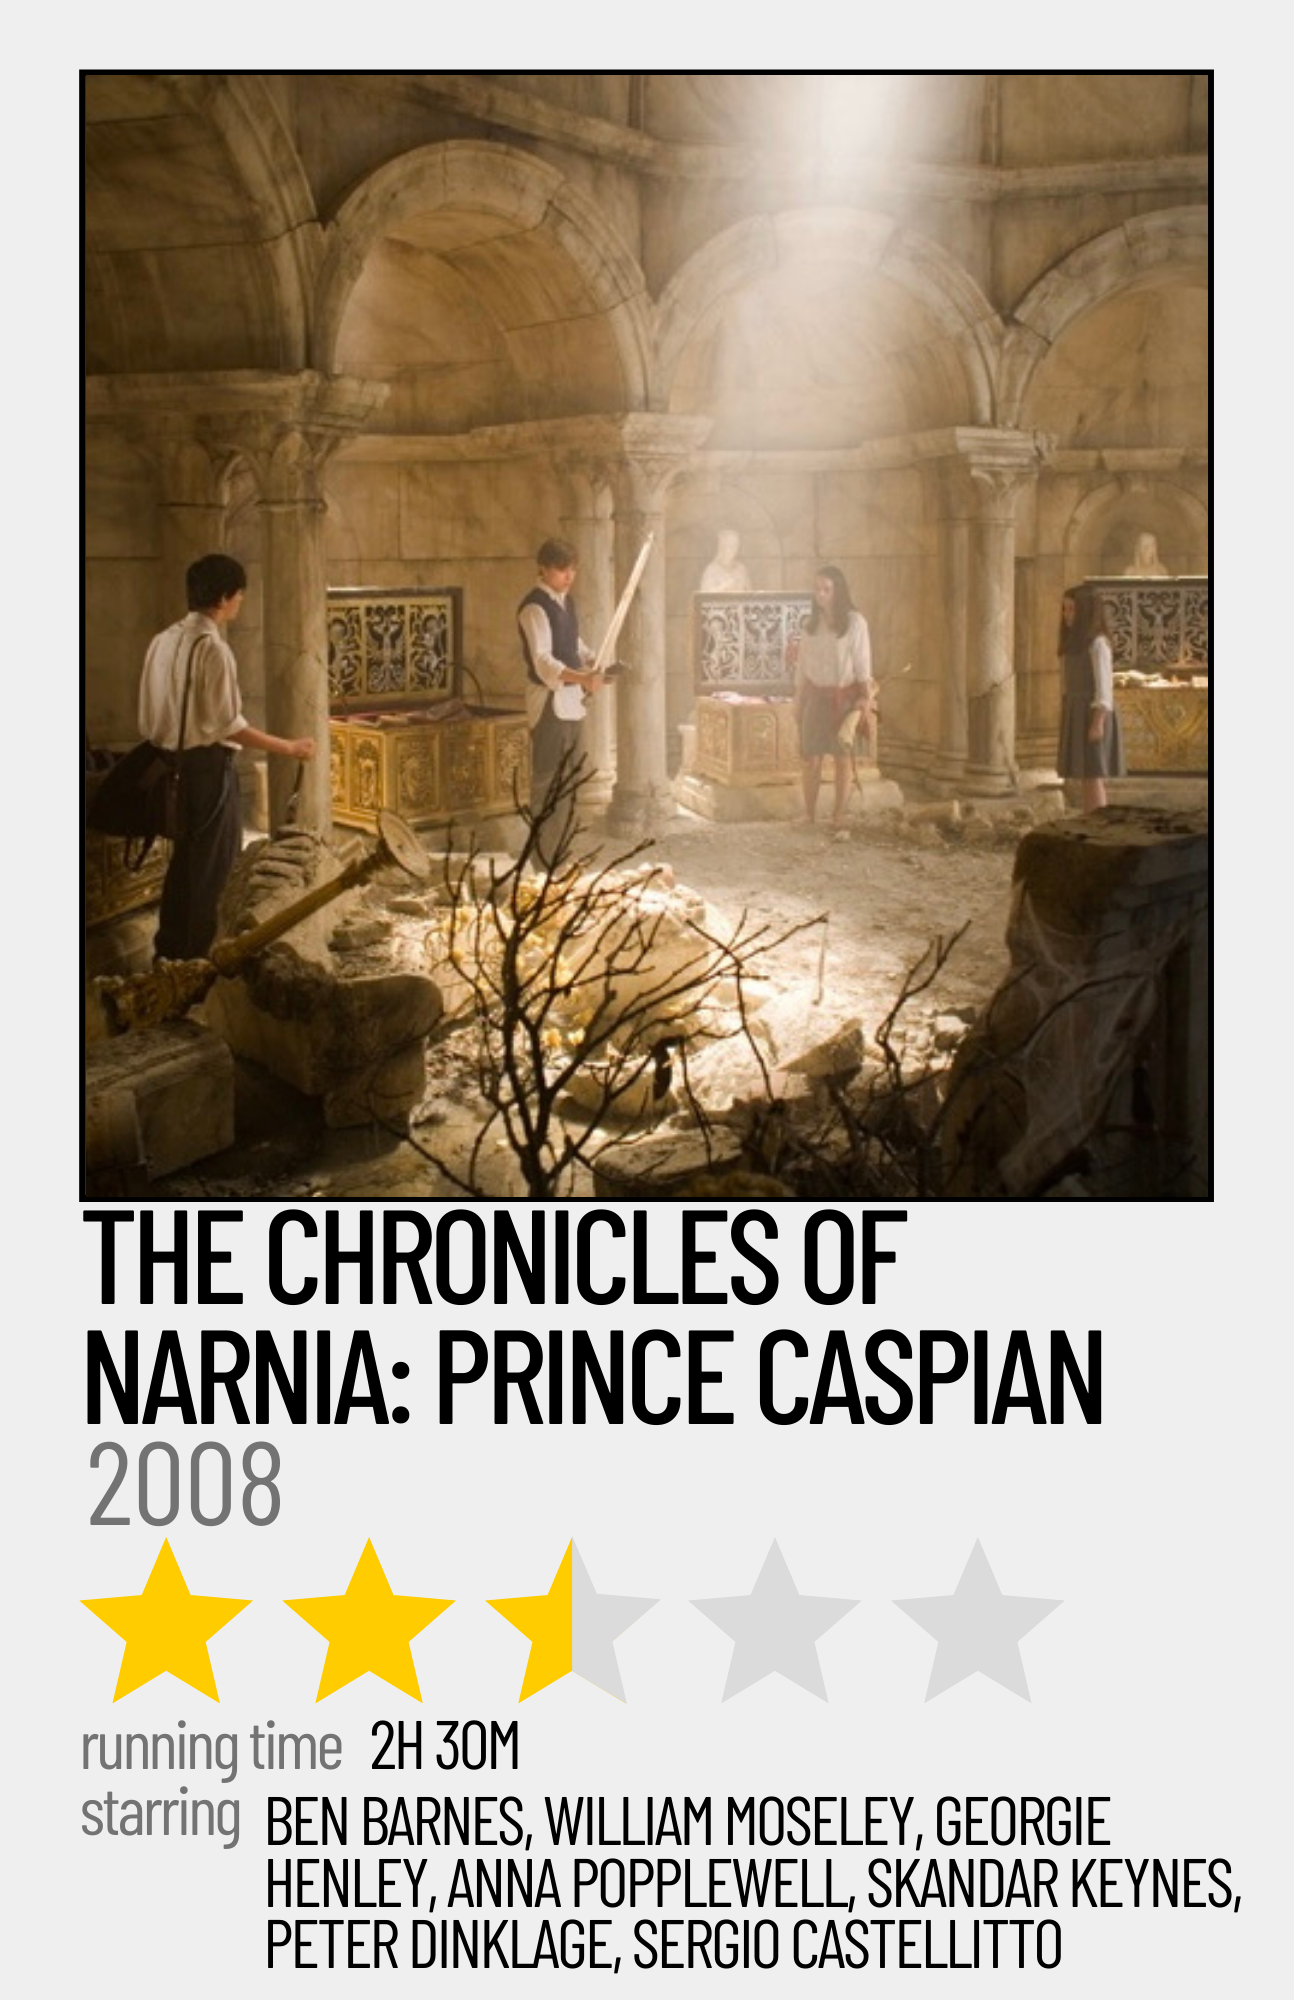 THE CHRONICLES OF
NARNIA: PRINCE CASPIAN
2008
running time 2H 30M
starring BEN BARNES, WILLIAM MOSELEY, GEORGIE
HENLEY, ANNA POPPLEWELL, SKANDAR KEYNES,
PETER DINKLAGE, SERGIO CASTELLITTO